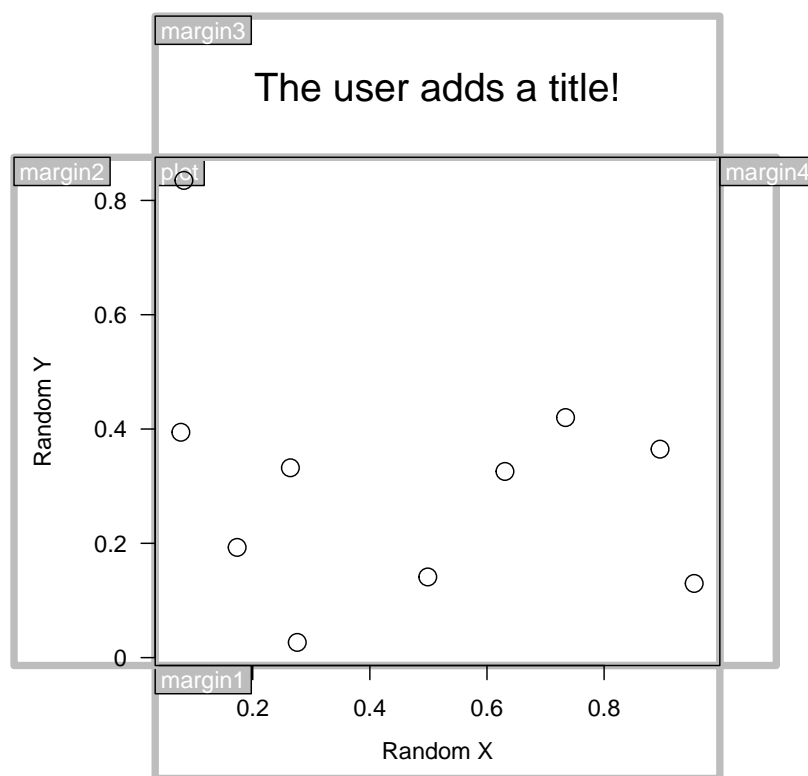 margin3
The user adds a title!
margin2
plot
margin4
0.8
0.6
0.4
0.2
0
Random Y
margin1
0.2 0.4 0.6 0.8
Random X